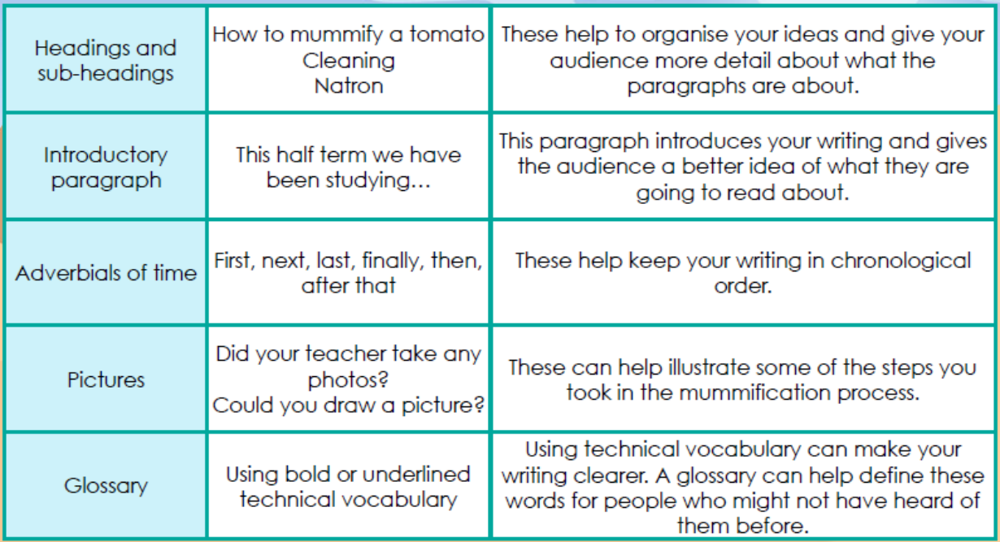 Headings and
sub-headings
How to mummify a tomato
Cleaning
Natron
These help to organise your ideas and give your
audience more detail about what the
paragraphs are about.
Introductory
paragraph
This half term we have
been studying...
This paragraph introduces your writing and gives
the audience a better idea of what they are
going to read about.
Adverbials of time
First, next, last, finally, then,
after that
These help keep your writing in chronological
order.
Pictures
Did your teacher take any
photos?
Could you draw a picture?
These can help illustrate some of the steps you
took in the mummification process.
Glossary
Using bold or underlined
technical vocabulary
Using technical vocabulary can make your
writing clearer. A glossary can help define these
words for people who might not have heard of
them before.